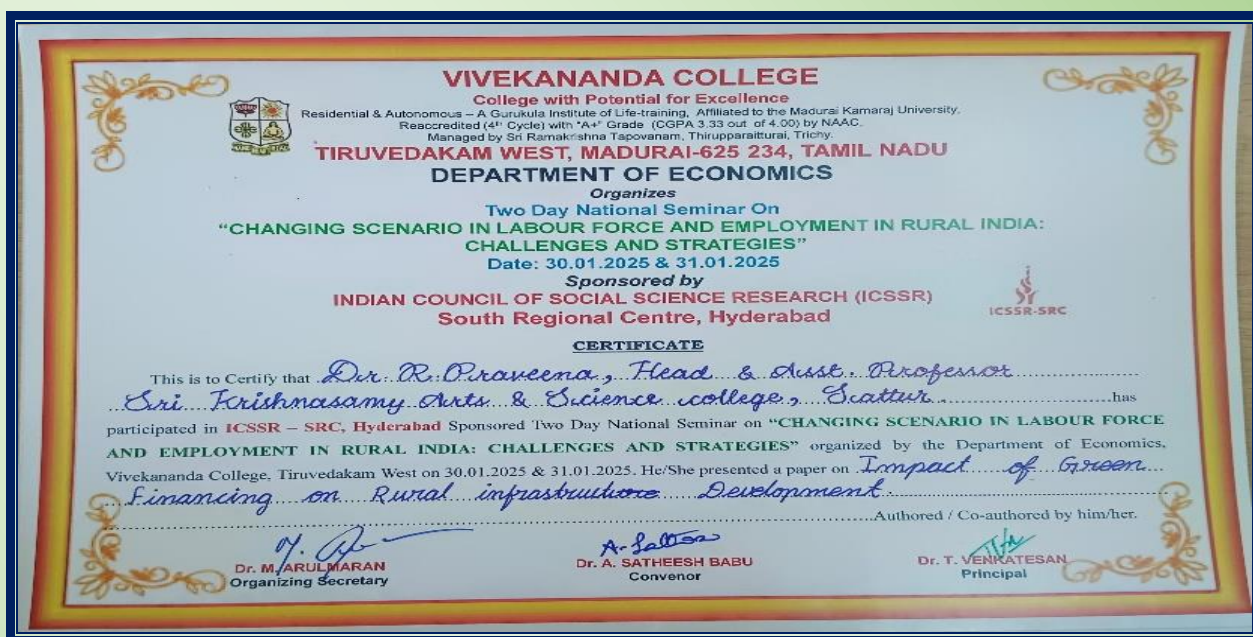 VIVEKANANDA COLLEGE
College with Potential for Excellence
Residential & Autonomous – A Gurukula Institute of Life-training, Affiliated to the Madurai Kamaraj University.
Reaccredited (4th Cycle) with "A+" Grade (CGPA 3.33 out of 4.00) by NAAC.
Managed by Sri Ramakrishna Tapovanam, Thirupparaitturai, Trichy.
TIRUVEDAKAM WEST, MADURAI-625 234, TAMIL NADU
DEPARTMENT OF ECONOMICS
Organizes
Two Day National Seminar On
"CHANGING SCENARIO IN LABOUR FORCE AND EMPLOYMENT IN RURAL INDIA:
CHALLENGES AND STRATEGIES"
Date: 30.01.2025 & 31.01.2025
Sponsored by
INDIAN COUNCIL OF SOCIAL SCIENCE RESEARCH (ICSSR)
South Regional Centre, Hyderabad
ICSSR-SRC
CERTIFICATE
This is to Certify that Dr. R. Praveena, Head & Asst. Professor
Sri Krishnasamy Arts & Science college, Sattur. has
participated in ICSSR – SRC, Hyderabad Sponsored Two Day National Seminar on "CHANGING SCENARIO IN LABOUR FORCE
AND EMPLOYMENT IN RURAL INDIA: CHALLENGES AND STRATEGIES" organized by the Department of Economics,
Vivekananda College, Tiruvedakam West on 30.01.2025 & 31.01.2025. He/She presented a paper on Impact of Green
Financing on Rural infrastructure Development.
Authored / Co-authored by him/her.
Dr. M. ARULMARAN
Organizing Secretary
Dr. A. SATHEESH BABU
Convenor
Dr. T. VENKATESAN
Principal